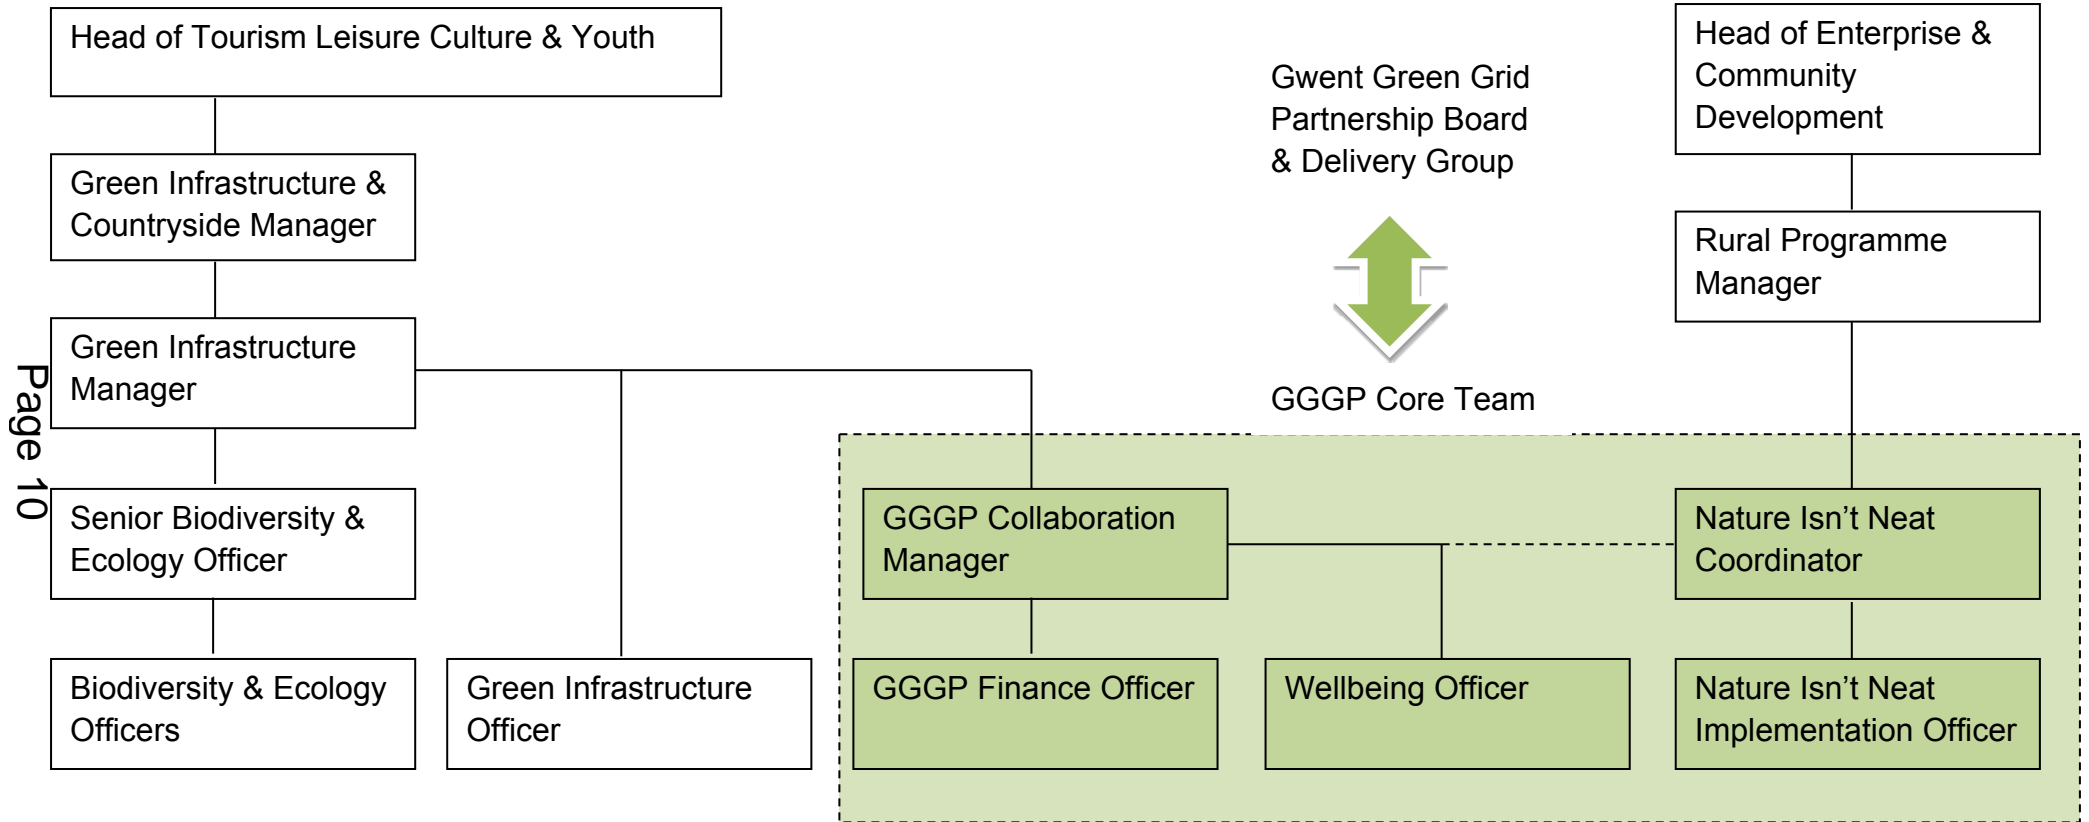 Head of Tourism Leisure Culture & Youth
Head of Enterprise &
Community
Development
Gwent Green Grid
Partnership Board
& Delivery Group
Green Infrastructure &
Countryside Manager
Rural Programme
Manager
Green Infrastructure
Manager
Page 10
GGGP Core Team
Senior Biodiversity &
Ecology Officer
GGGP Collaboration
Manager
Nature Isn’t Neat
Coordinator
Biodiversity & Ecology
Officers
Green Infrastructure
Officer
GGGP Finance Officer
Wellbeing Officer
Nature Isn’t Neat
Implementation Officer